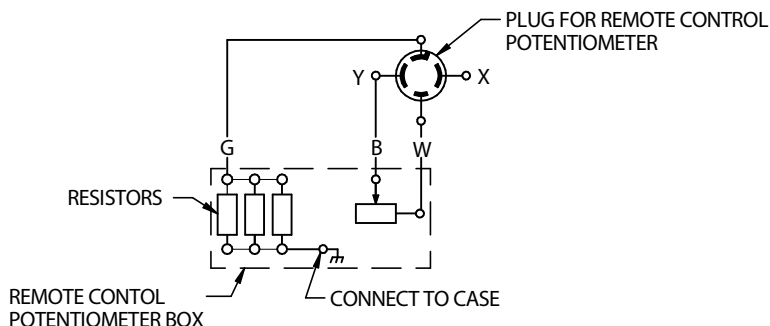 PLUG FOR REMOTE CONTROL
POTENTIOMETER
Y
X
G
B
W
RESISTORS
REMOTE CONTOL
POTENTIOMETER BOX
CONNECT TO CASE